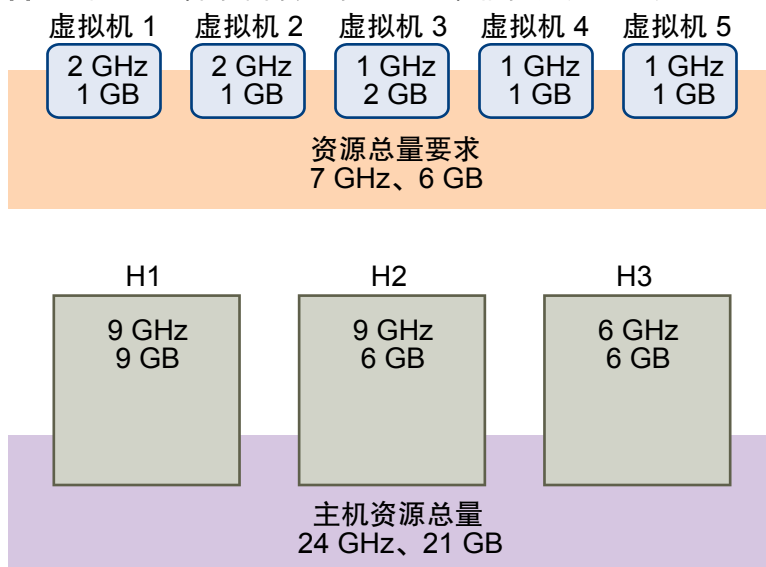 虚拟机 1 虚拟机 2 虚拟机 3 虚拟机 4 虚拟机 5
2 GHz 2 GHz 1 GHz 1 GHz 1 GHz
1 GB 1 GB 2 GB 1 GB 1 GB
资源总量要求
7 GHz、6 GB
H1 H2 H3
9 GHz 9 GHz 6 GHz
9 GB 6 GB 6 GB
主机资源总量
24 GHz、21 GB